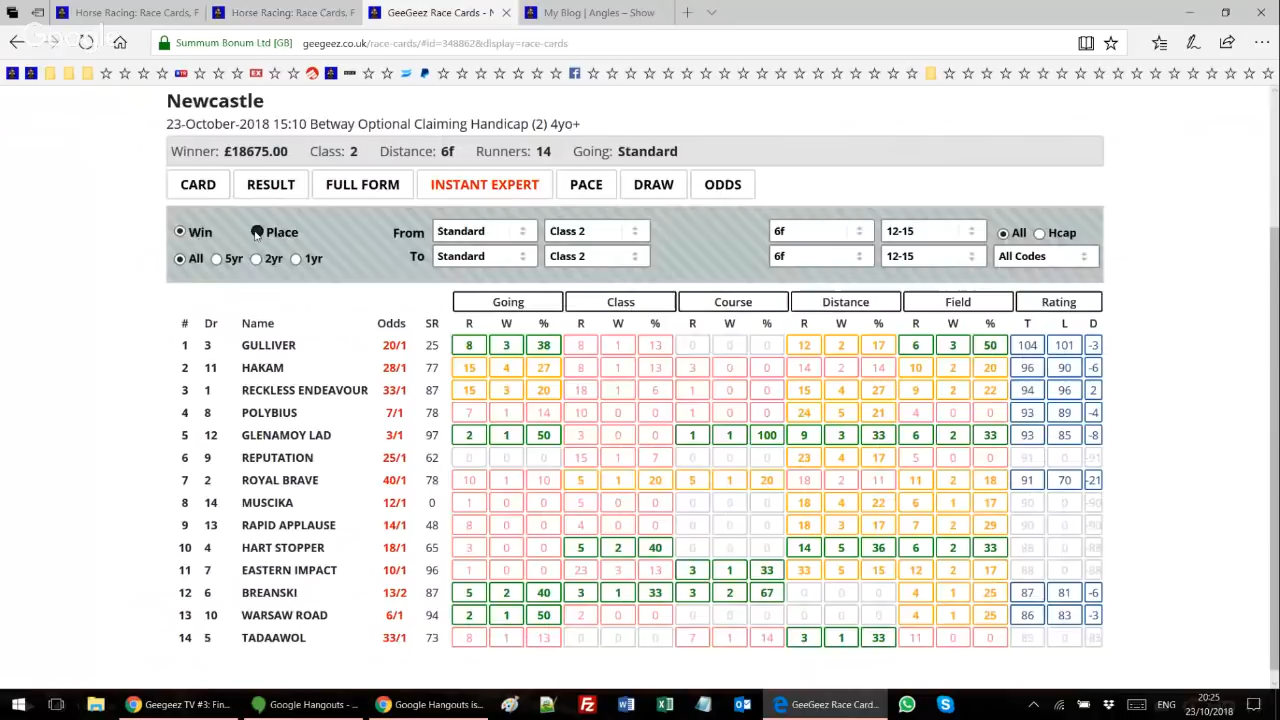 Horse Racing: Race Cards, F
Horse Racing: Race Cards, F
GeeGeez Race Cards - N
My Blog | Angles – Show
Google
Summum Bonum Ltd [GB] geegeez.co.uk/race-cards/#id=348862&display=race-cards
Newcastle
23-October-2018 15:10 Betway Optional Claiming Handicap (2) 4yo+
Winner: £18675.00 Class: 2 Distance: 6f Runners: 14 Going: Standard
CARD RESULT FULL FORM INSTANT EXPERT PACE DRAW ODDS
Win Place From Standard Class 2 6f 12-15 All Hcap
All 5yr 2yr 1yr To Standard Class 2 6f 12-15 All Codes
Going Class Course Distance Field Rating
# Dr Name Odds SR R W % R W % R W % R W % R W % T L D
1 3 GULLIVER 20/1 25 8 3 38 8 1 13 0 0 0 12 2 17 6 3 50 104 101 -3
2 11 HAKAM 28/1 77 15 4 27 8 1 13 3 0 0 14 2 14 10 2 20 96 90 -6
3 1 RECKLESS ENDEAVOUR 33/1 87 15 3 20 18 1 6 1 0 0 15 4 27 9 2 22 94 96 2
4 8 POLYBIUS 7/1 78 7 1 14 10 0 0 1 0 0 24 5 21 4 0 0 93 89 -4
5 12 GLENAMOY LAD 3/1 97 2 1 50 3 0 0 1 1 100 9 3 33 6 2 33 93 85 -8
6 9 REPUTATION 25/1 62 0 0 0 15 1 7 0 0 0 23 4 17 5 0 0 91 0 -91
7 2 ROYAL BRAVE 40/1 78 10 1 10 5 1 20 5 1 20 18 2 11 11 2 18 91 70 -21
8 14 MUSCIKA 12/1 0 1 0 0 5 0 0 0 0 0 18 4 22 6 1 17 90 0 -90
9 13 RAPID APPLAUSE 14/1 48 8 0 0 4 0 0 0 0 0 18 3 17 7 2 29 90 0 -90
10 4 HART STOPPER 18/1 65 3 0 0 5 2 40 0 0 0 14 5 36 6 2 33 88 0 -88
11 7 EASTERN IMPACT 10/1 96 1 0 0 23 3 13 3 1 33 33 5 15 12 2 17 88 0 -88
12 6 BREANSKI 13/2 87 5 2 40 3 1 33 3 2 67 0 0 0 4 1 25 87 81 -6
13 10 WARSAW ROAD 6/1 94 2 1 50 2 0 0 0 0 0 0 0 0 4 1 25 86 83 -3
14 5 TADAAWOL 33/1 73 8 1 13 0 0 0 7 1 14 3 1 33 11 0 0 85 0 -85
Geegeez TV #3: Fin... Google Hangouts - ... Google Hangouts is... GeeGeez Race Card... ENG 20:25
23/10/2018